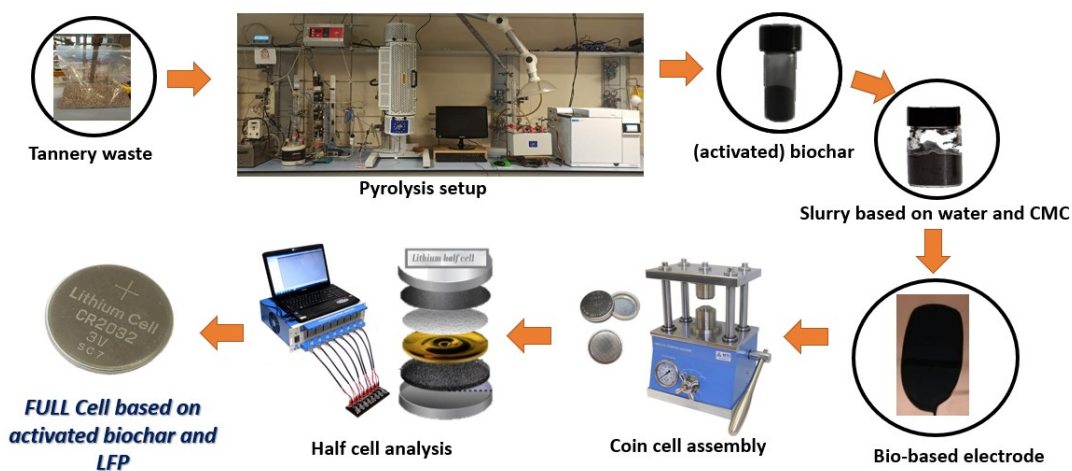 Tannery waste
Pyrolysis setup
(activated) biochar
Slurry based on water and CMC
Bio-based electrode
Coin cell assembly
Lithium half cell
Half cell analysis
+
Lithium Cell
CR2032
3V
SC7
FULL Cell based on
activated biochar and
LFP